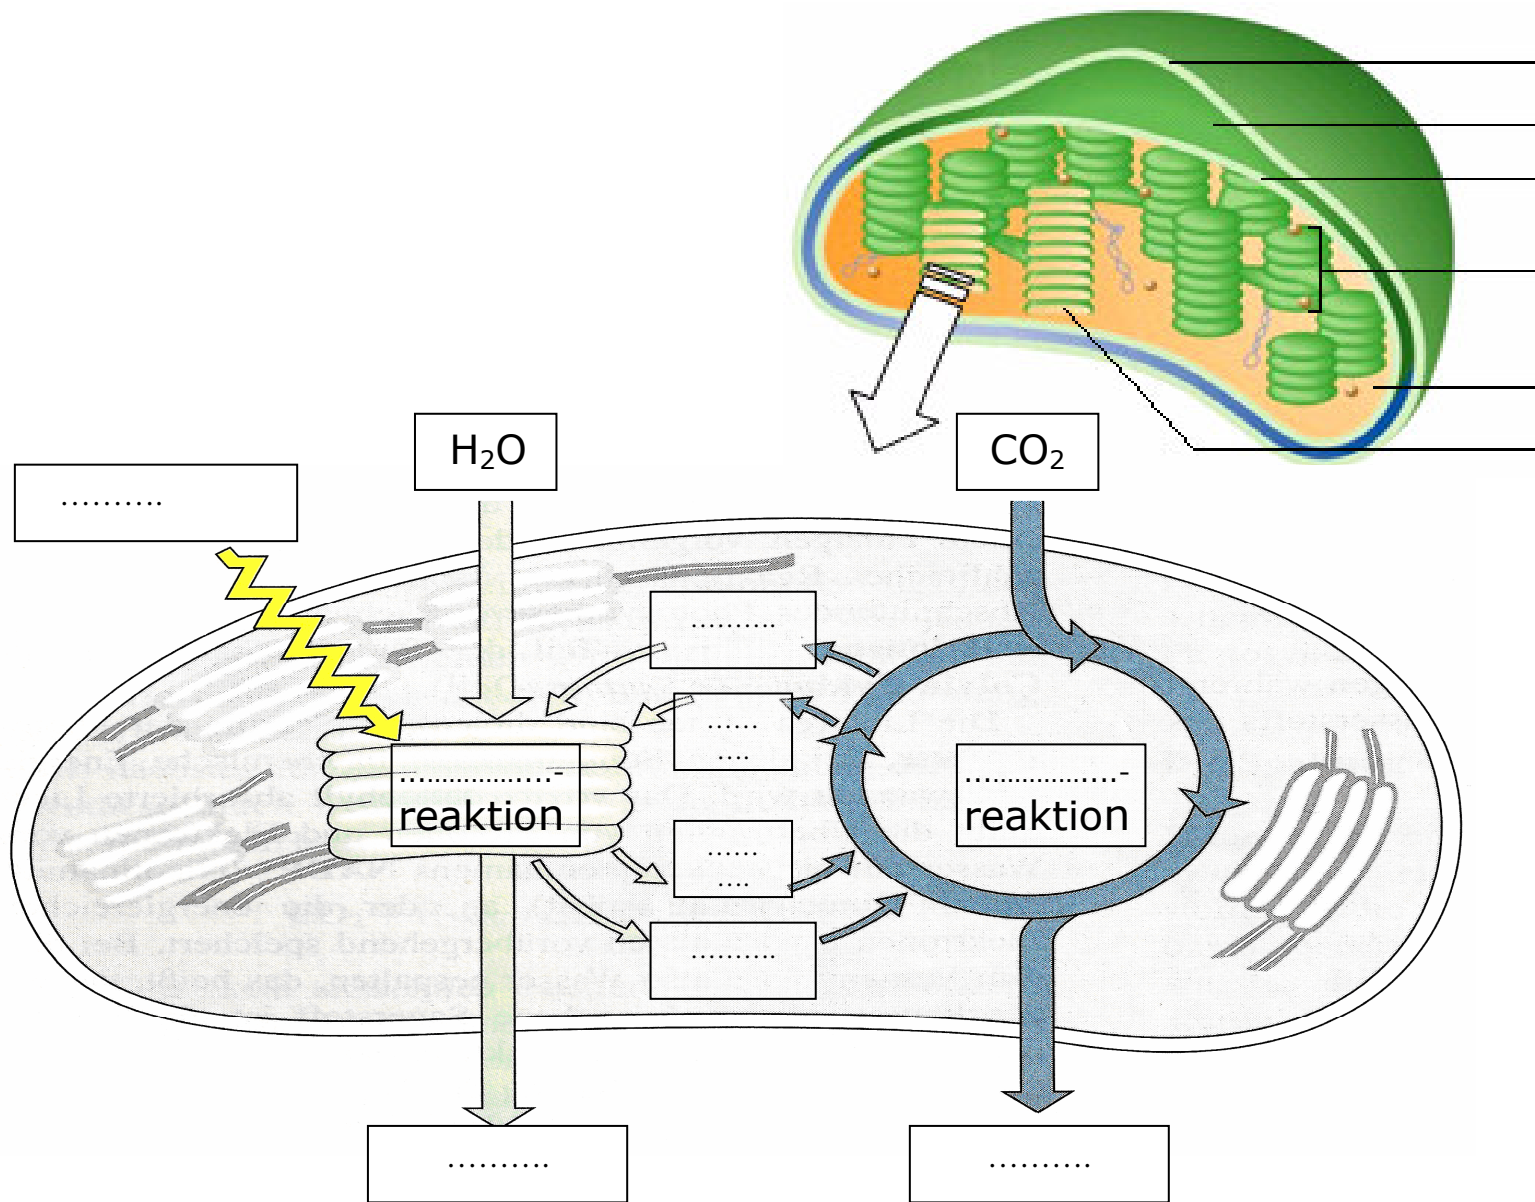 H₂O
CO₂
……….
……….
……
….
…..............….-
reaktion
…..............….-
reaktion
……
….
……….
……….
……….